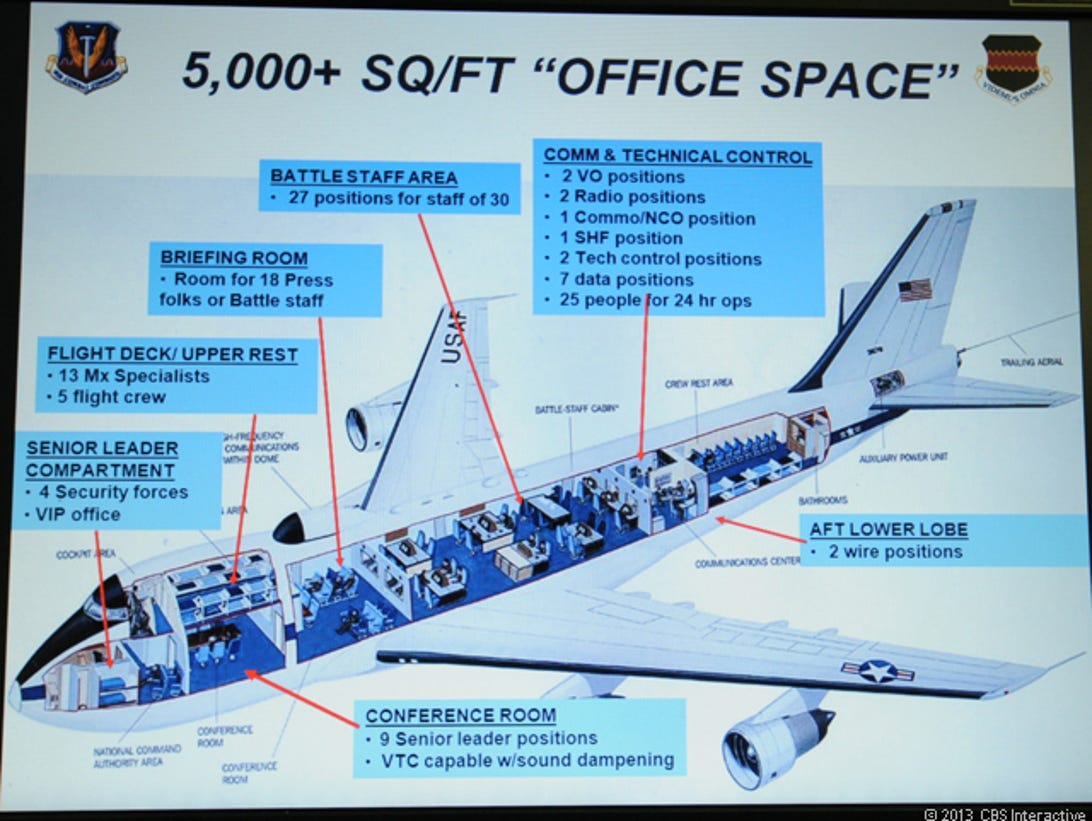 5,000+ SQ/FT “OFFICE SPACE”
AIR COMBAT COMMAND
VIDEMUS OMNIA
COMM & TECHNICAL CONTROL
• 2 VO positions
• 2 Radio positions
• 1 Commo/NCO position
• 1 SHF position
• 2 Tech control positions
• 7 data positions
• 25 people for 24 hr ops
BATTLE STAFF AREA
• 27 positions for staff of 30
BRIEFING ROOM
• Room for 18 Press
folks or Battle staff
FLIGHT DECK/ UPPER REST
• 13 Mx Specialists
• 5 flight crew
SENIOR LEADER
COMPARTMENT
• 4 Security forces
• VIP office
USAF
TRAILING AERIAL
CREW REST AREA
BATTLE-STAFF CABIN
GH-FREQUENCY
COMMUNICATIONS
WITHIN DOME
AREA
AUXILIARY POWER UNIT
BATHROOMS
COCKPIT AREA
COMMUNICATIONS CENTER
AFT LOWER LOBE
• 2 wire positions
CONFERENCE ROOM
• 9 Senior leader positions
• VTC capable w/sound dampening
NATIONAL COMMAND
AUTHORITY AREA
CONFERENCE
ROOM
CONFERENCE
ROOM
© 2013 CBS Interactive